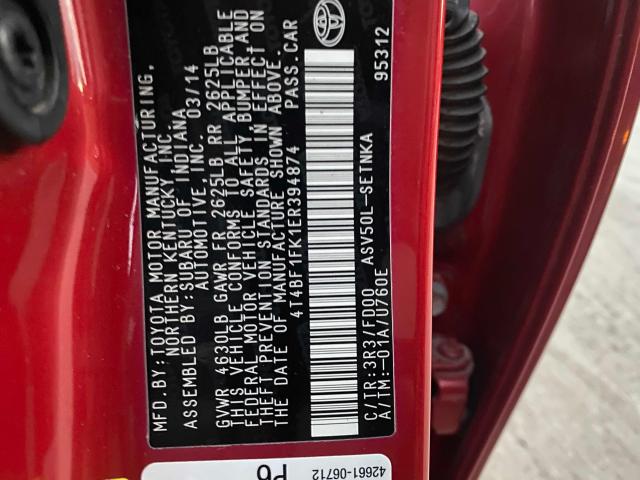 MFD.BY:TOYOTA MOTOR MANUFACTURING,
NORTHERN KENTUCKY, INC.
ASSEMBLED BY:SUBARU OF INDIANA
AUTOMOTIVE, INC. 03/14
GVWR 4630LB GAWR FR 2625LB RR 2625LB
THIS VEHICLE CONFORMS TO ALL APPLICABLE
FEDERAL MOTOR VEHICLE SAFETY, BUMPER, AND
THEFT PREVENTION STANDARDS IN EFFECT ON
THE DATE OF MANUFACTURE SHOWN ABOVE.
4T4BF1FK1ER394874 PASS.CAR
C/TR:3R3/FD00 ASV50L-SETNKA
A/TM:-01A/U760E 95312
42661-06712